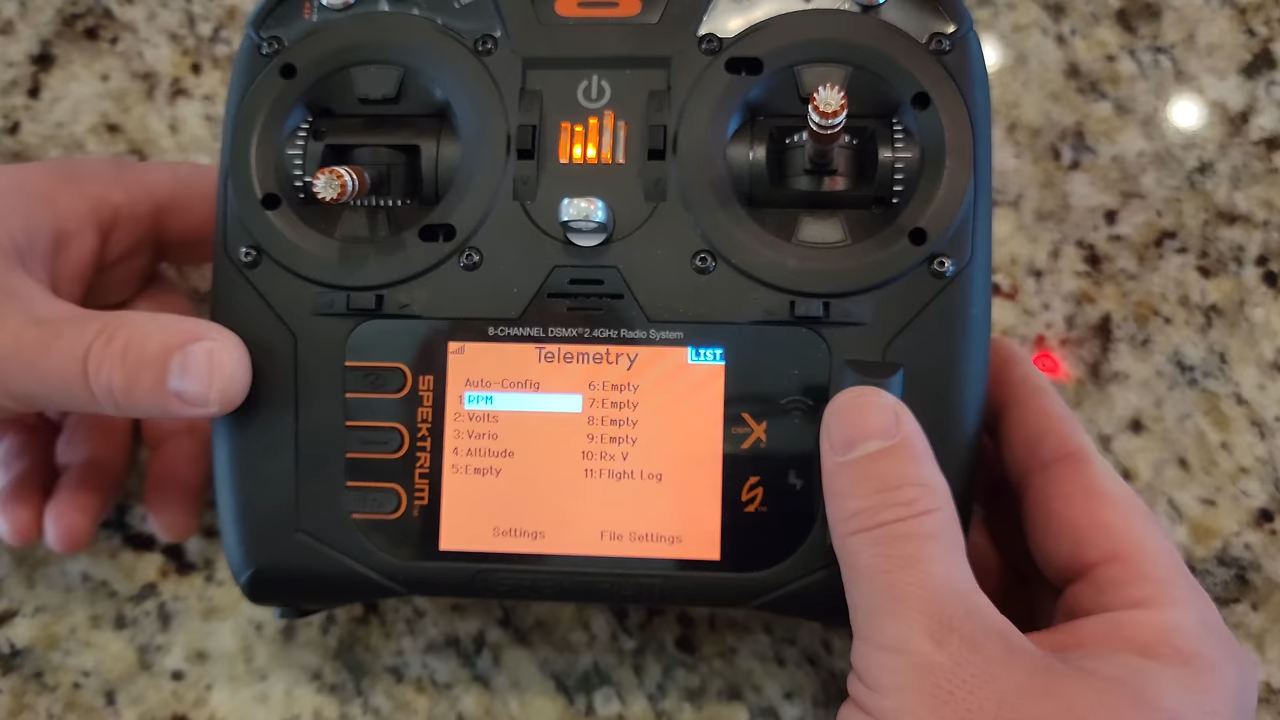 8
8-CHANNEL DSMX® 2.4GHz Radio System
Telemetry
LIST
Auto-Config
1:RPM
2:Volts
3:Vario
4:Altitude
5:Empty
6:Empty
7:Empty
8:Empty
9:Empty
10:Rx V
11:Flight Log
Settings
File Settings
SPEKTRUM
DSMX